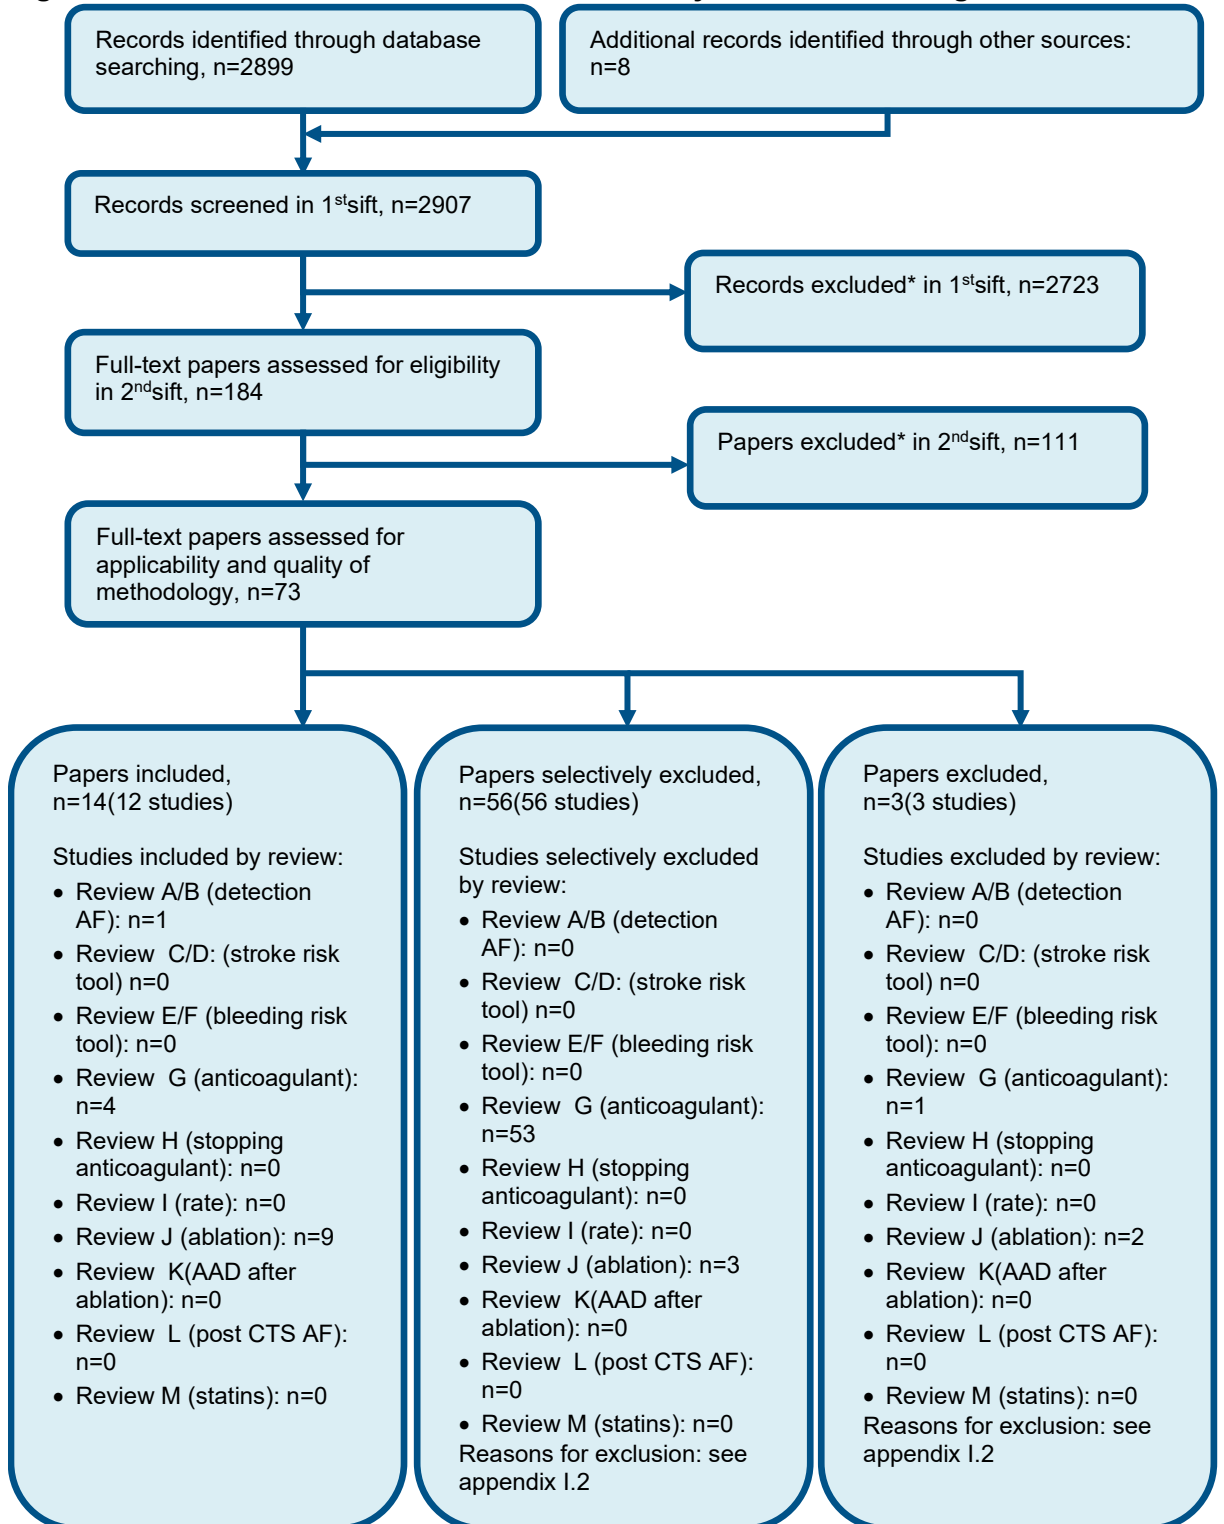 Records identified through database
searching, n=2899
Additional records identified through other sources:
n=8
Records screened in 1stsift, n=2907
Records excluded* in 1stsift, n=2723
Full-text papers assessed for eligibility
in 2ndsift, n=184
Papers excluded* in 2ndsift, n=111
Full-text papers assessed for
applicability and quality of
methodology, n=73
Papers included,
n=14(12 studies)
Studies included by review:
• Review A/B (detection
AF): n=1
• Review  C/D: (stroke risk
tool) n=0
• Review E/F (bleeding risk
tool): n=0
• Review  G (anticoagulant):
n=4
• Review H (stopping
anticoagulant): n=0
• Review I (rate): n=0
• Review J (ablation): n=9
• Review  K(AAD after
ablation): n=0
• Review  L (post CTS AF):
n=0
• Review M (statins): n=0
Papers selectively excluded,
n=56(56 studies)
Studies selectively excluded
by review:
• Review A/B (detection
AF): n=0
• Review  C/D: (stroke risk
tool) n=0
• Review E/F (bleeding risk
tool): n=0
• Review  G (anticoagulant):
n=53
• Review H (stopping
anticoagulant): n=0
• Review I (rate): n=0
• Review J (ablation): n=3
• Review  K(AAD after
ablation): n=0
• Review  L (post CTS AF):
n=0
• Review M (statins): n=0
Reasons for exclusion: see
appendix I.2
Papers excluded,
n=3(3 studies)
Studies excluded by review:
• Review A/B (detection
AF): n=0
• Review  C/D: (stroke risk
tool) n=0
• Review E/F (bleeding risk
tool): n=0
• Review  G (anticoagulant):
n=1
• Review H (stopping
anticoagulant): n=0
• Review I (rate): n=0
• Review J (ablation): n=2
• Review  K(AAD after
ablation): n=0
• Review  L (post CTS AF):
n=0
• Review M (statins): n=0
Reasons for exclusion: see
appendix I.2